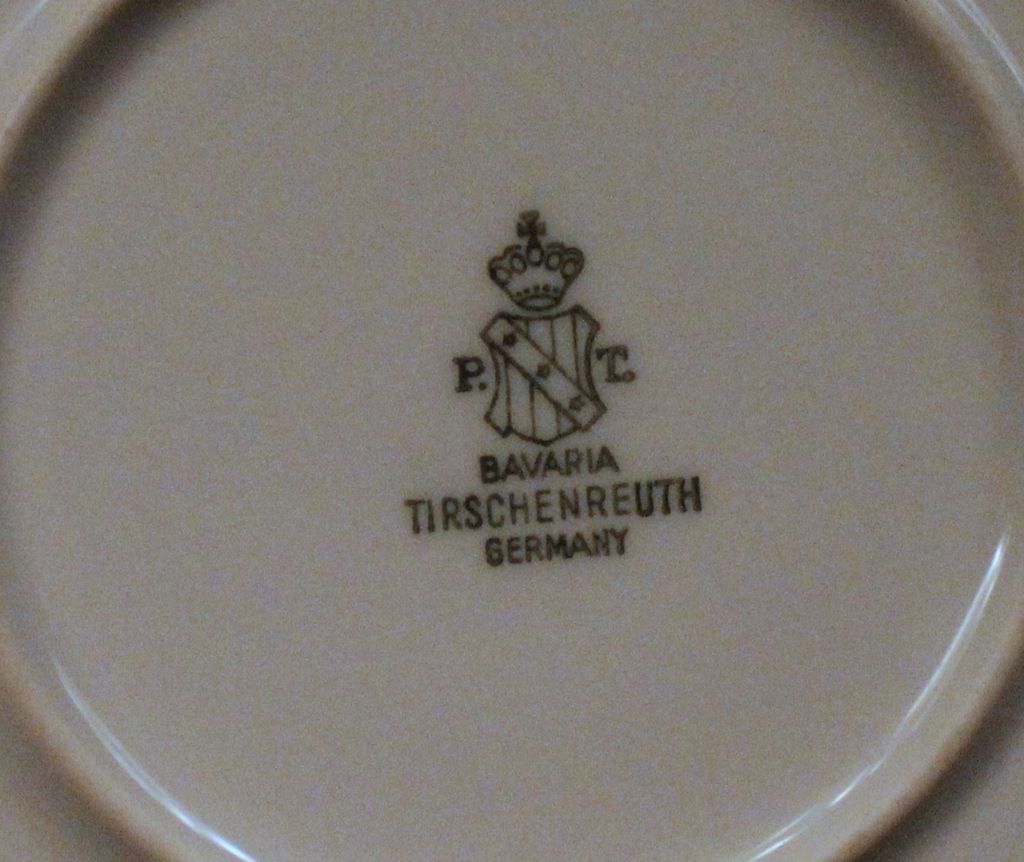 P. T.
BAVARIA
TIRSCHENREUTH
GERMANY